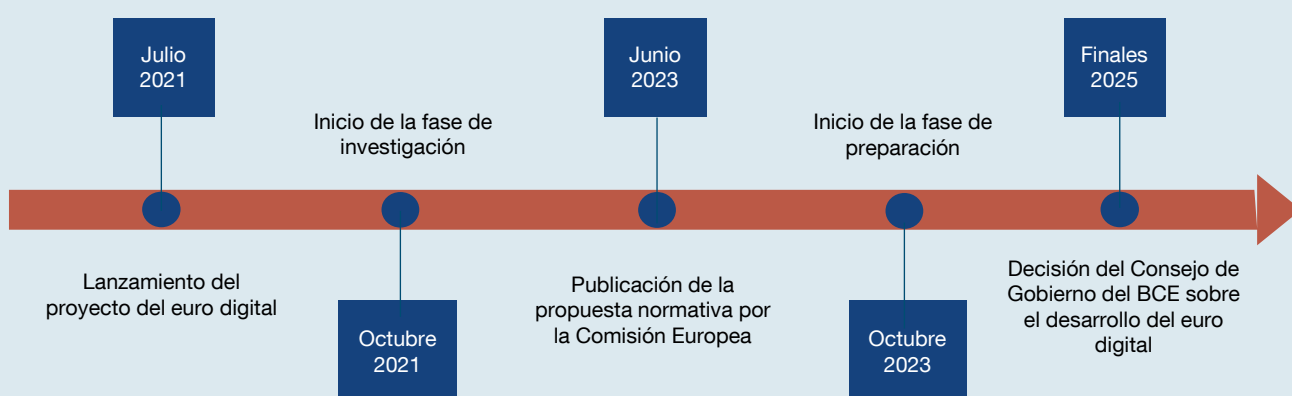 Julio
2021
Lanzamiento del
proyecto del euro digital
Inicio de la fase de
investigación
Octubre
2021
Junio
2023
Publicación de la
propuesta normativa por
la Comisión Europea
Inicio de la fase de
preparación
Octubre
2023
Finales
2025
Decisión del Consejo de
Gobierno del BCE sobre
el desarrollo del euro
digital